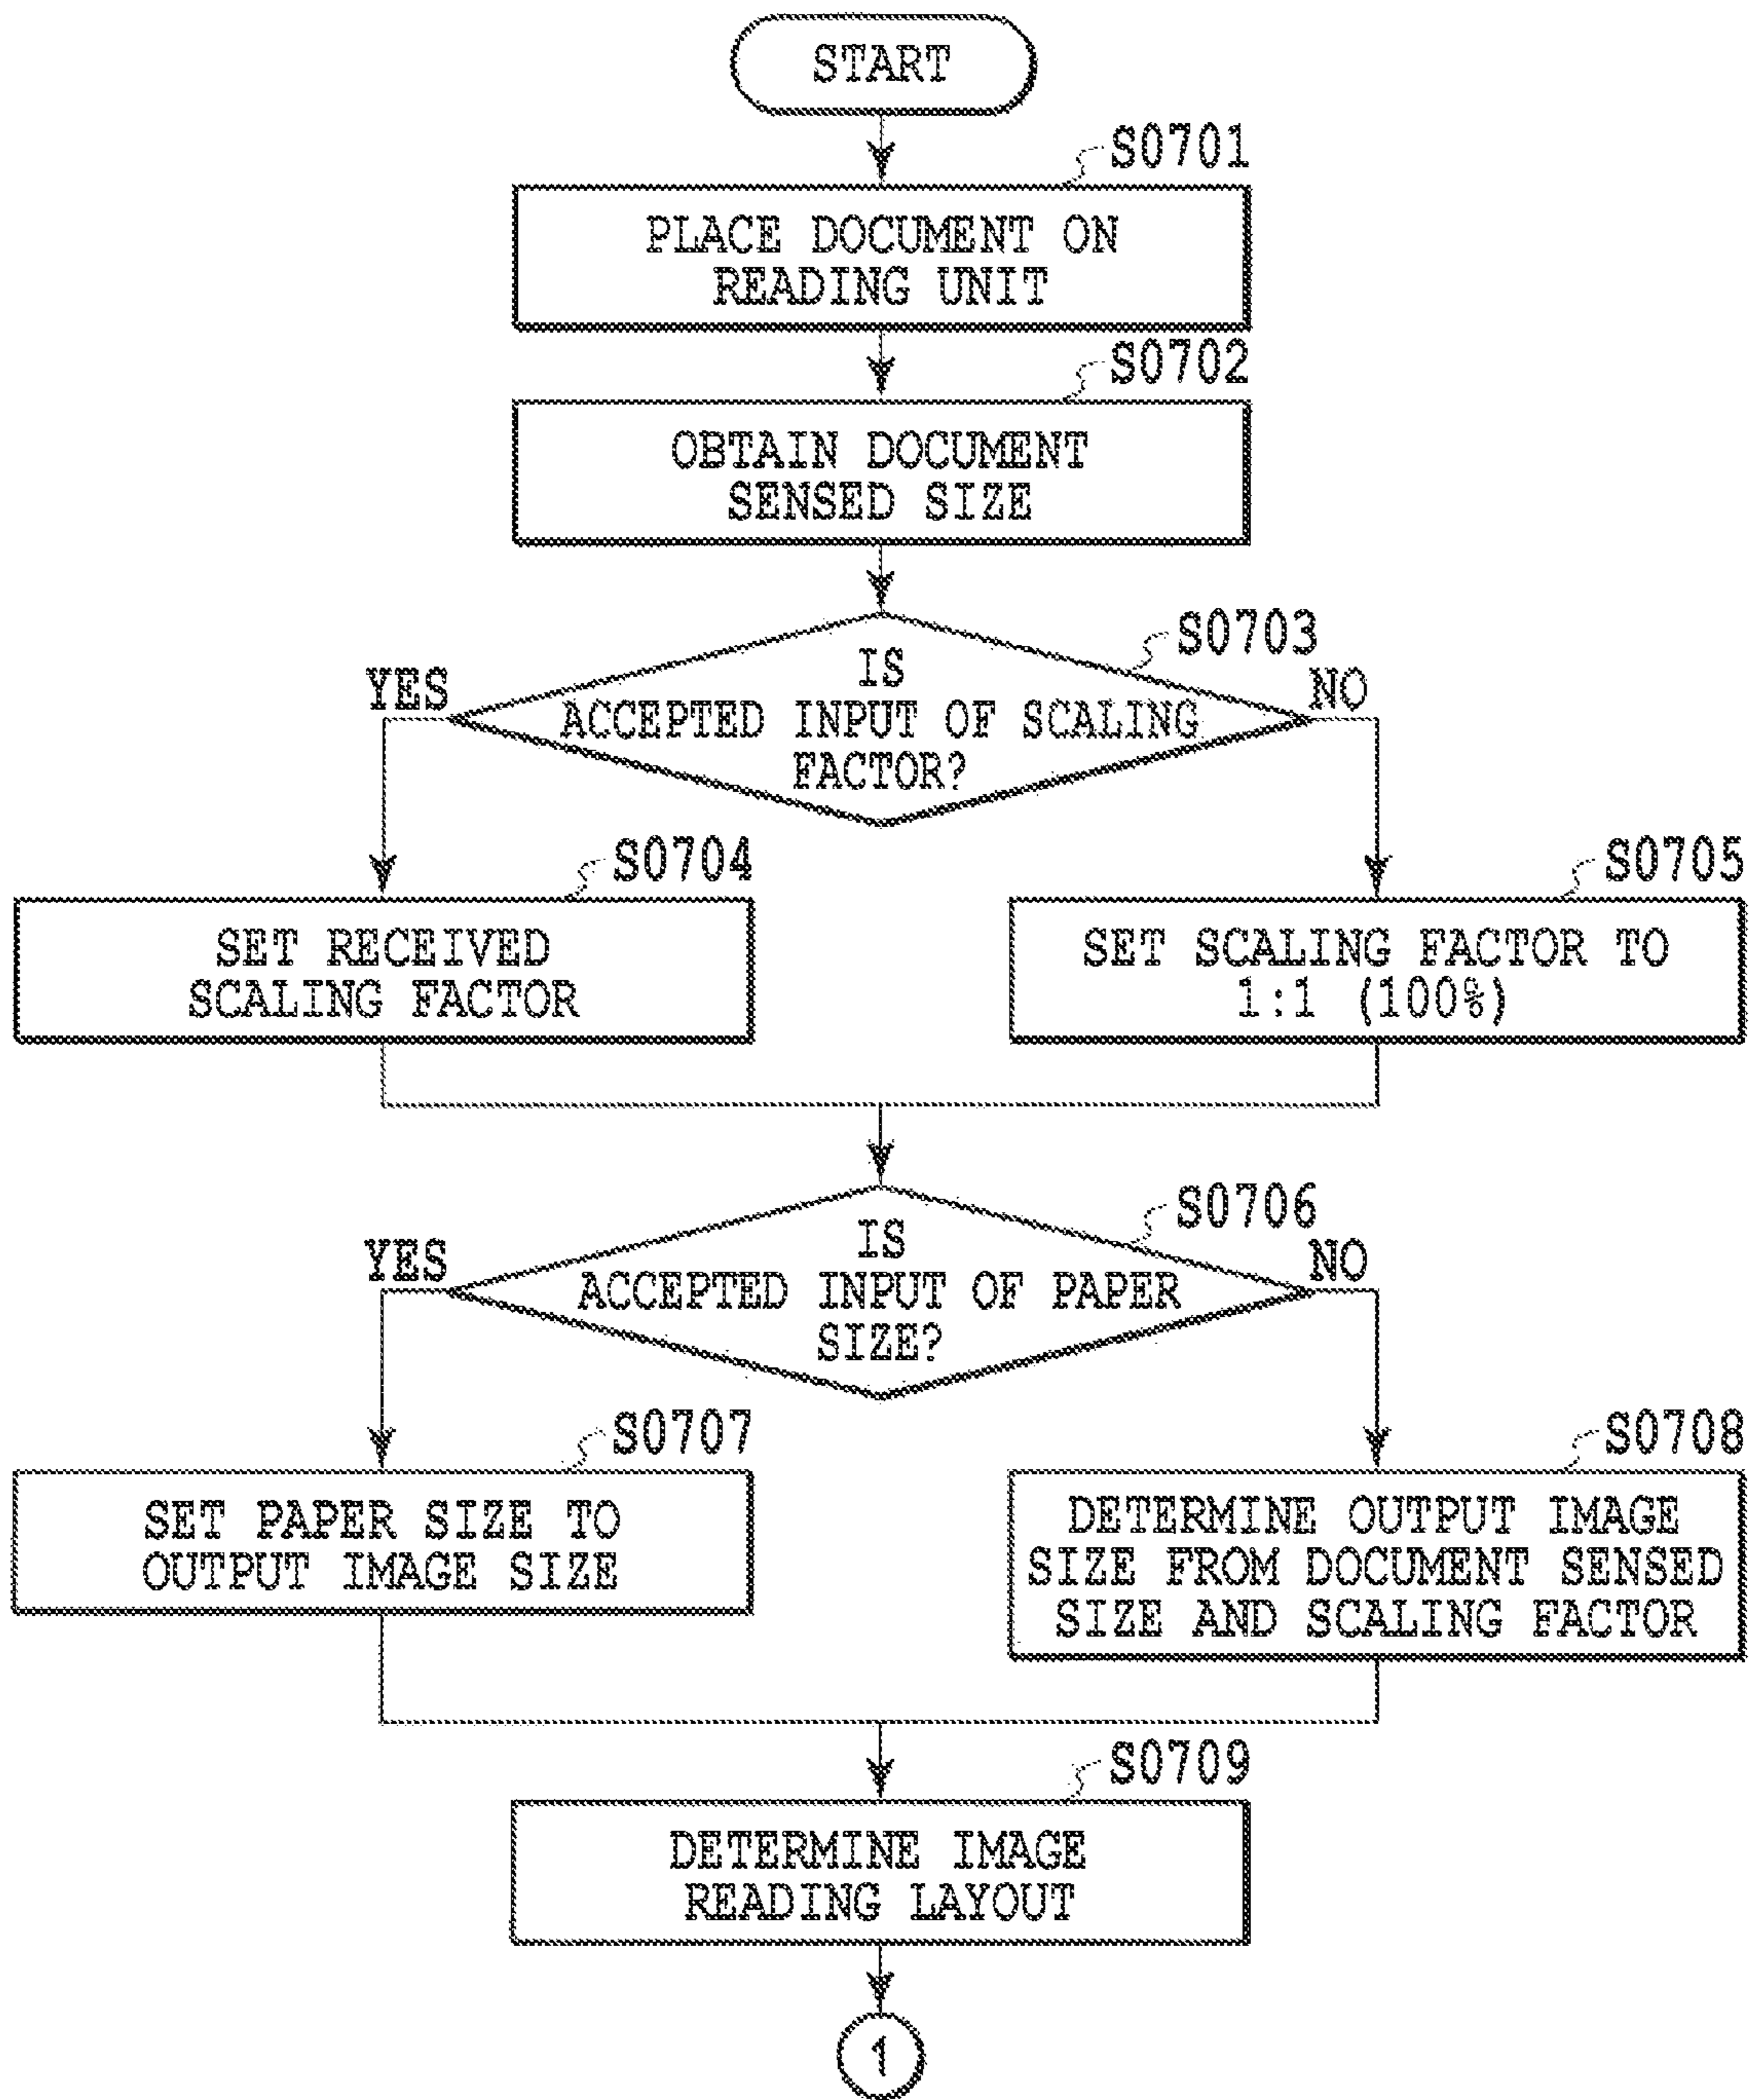 START
S0701
PLACE DOCUMENT ON
READING UNIT
S0702
OBTAIN DOCUMENT
SENSED SIZE
S0703
IS
ACCEPTED INPUT OF SCALING
FACTOR?
YES
NO
S0704
SET RECEIVED
SCALING FACTOR
S0705
SET SCALING FACTOR TO
1:1 (100%)
S0706
IS
ACCEPTED INPUT OF PAPER
SIZE?
YES
NO
S0707
SET PAPER SIZE TO
OUTPUT IMAGE SIZE
S0708
DETERMINE OUTPUT IMAGE
SIZE FROM DOCUMENT SENSED
SIZE AND SCALING FACTOR
S0709
DETERMINE IMAGE
READING LAYOUT
1